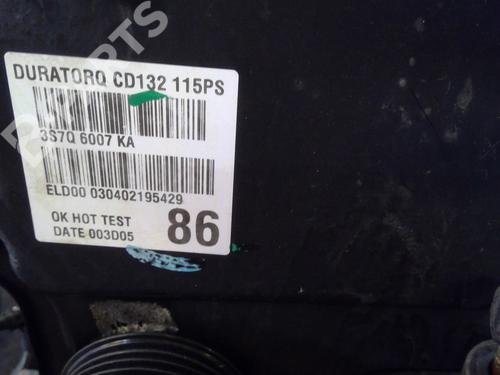 DURATORQ CD132 115PS
3S7Q 6007 KA
ELD00 030402195429
OK HOT TEST
DATE 003D05
86